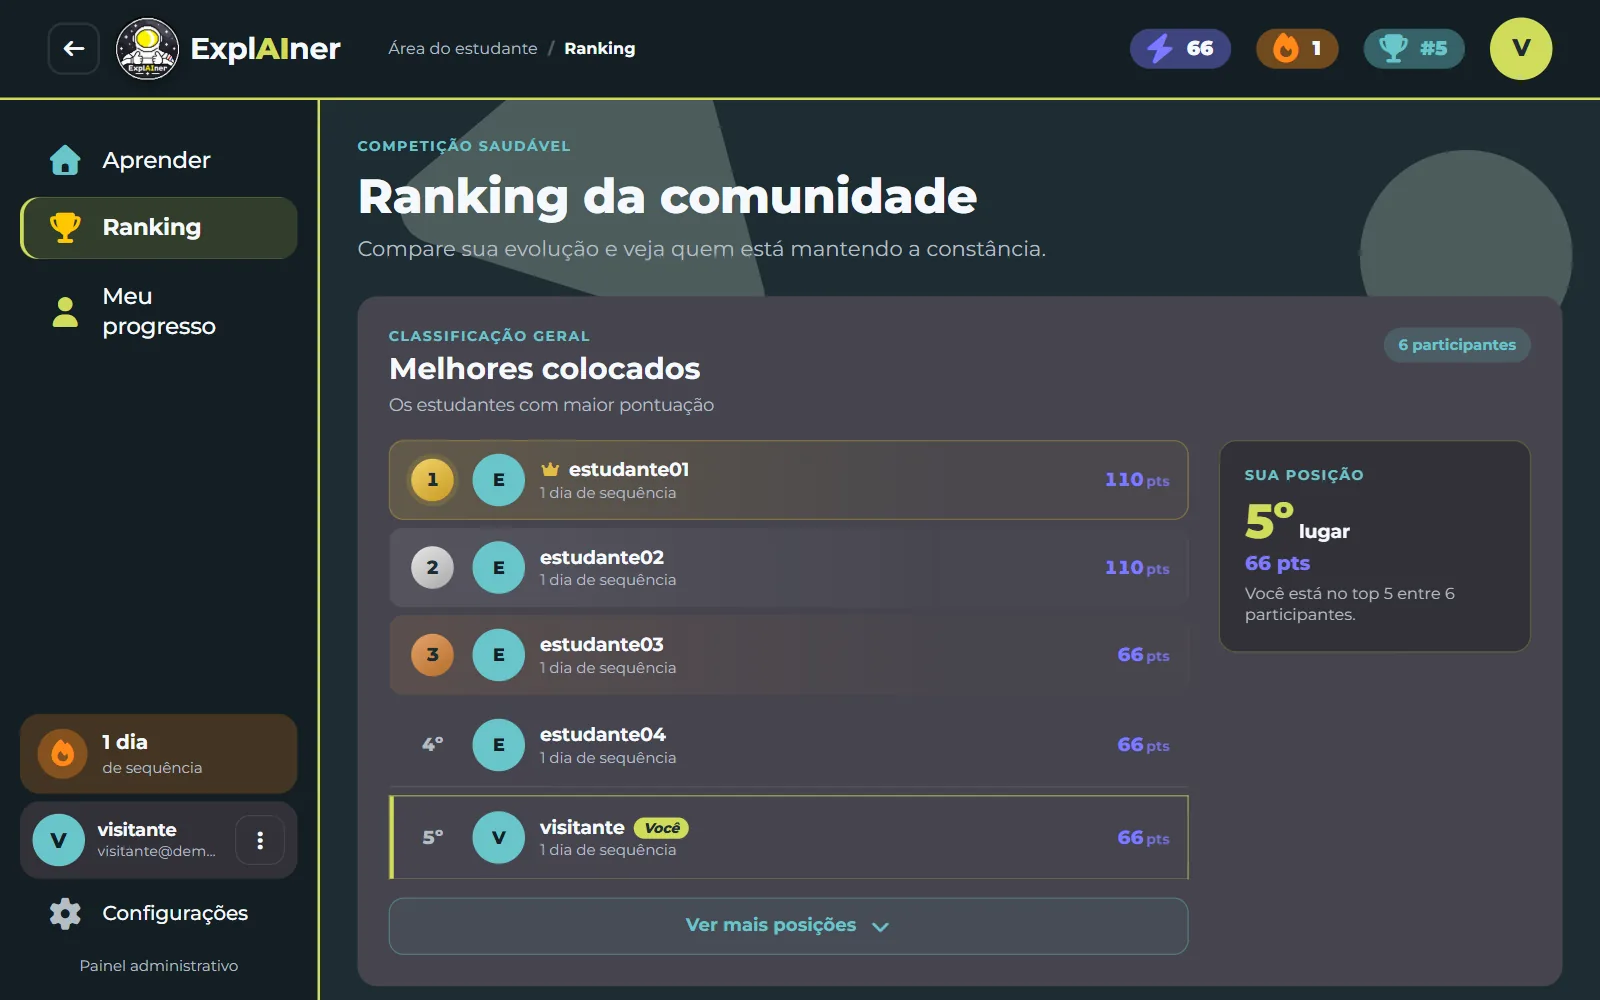 ExplAIner
ExplAIner
Área do estudante / Ranking
66
1
#5
V
Aprender
Ranking
Meu
progresso
1 dia
de sequência
V
visitante
visitante@dem...
Configurações
Painel administrativo
COMPETIÇÃO SAUDÁVEL
Ranking da comunidade
Compare sua evolução e veja quem está mantendo a constância.
CLASSIFICAÇÃO GERAL
Melhores colocados
Os estudantes com maior pontuação
6 participantes
1
E
estudante01
1 dia de sequência
110 pts
2
E
estudante02
1 dia de sequência
110 pts
3
E
estudante03
1 dia de sequência
66 pts
4º
E
estudante04
1 dia de sequência
66 pts
5º
V
visitante Você
1 dia de sequência
66 pts
Ver mais posições
SUA POSIÇÃO
5º lugar
66 pts
Você está no top 5 entre 6
participantes.